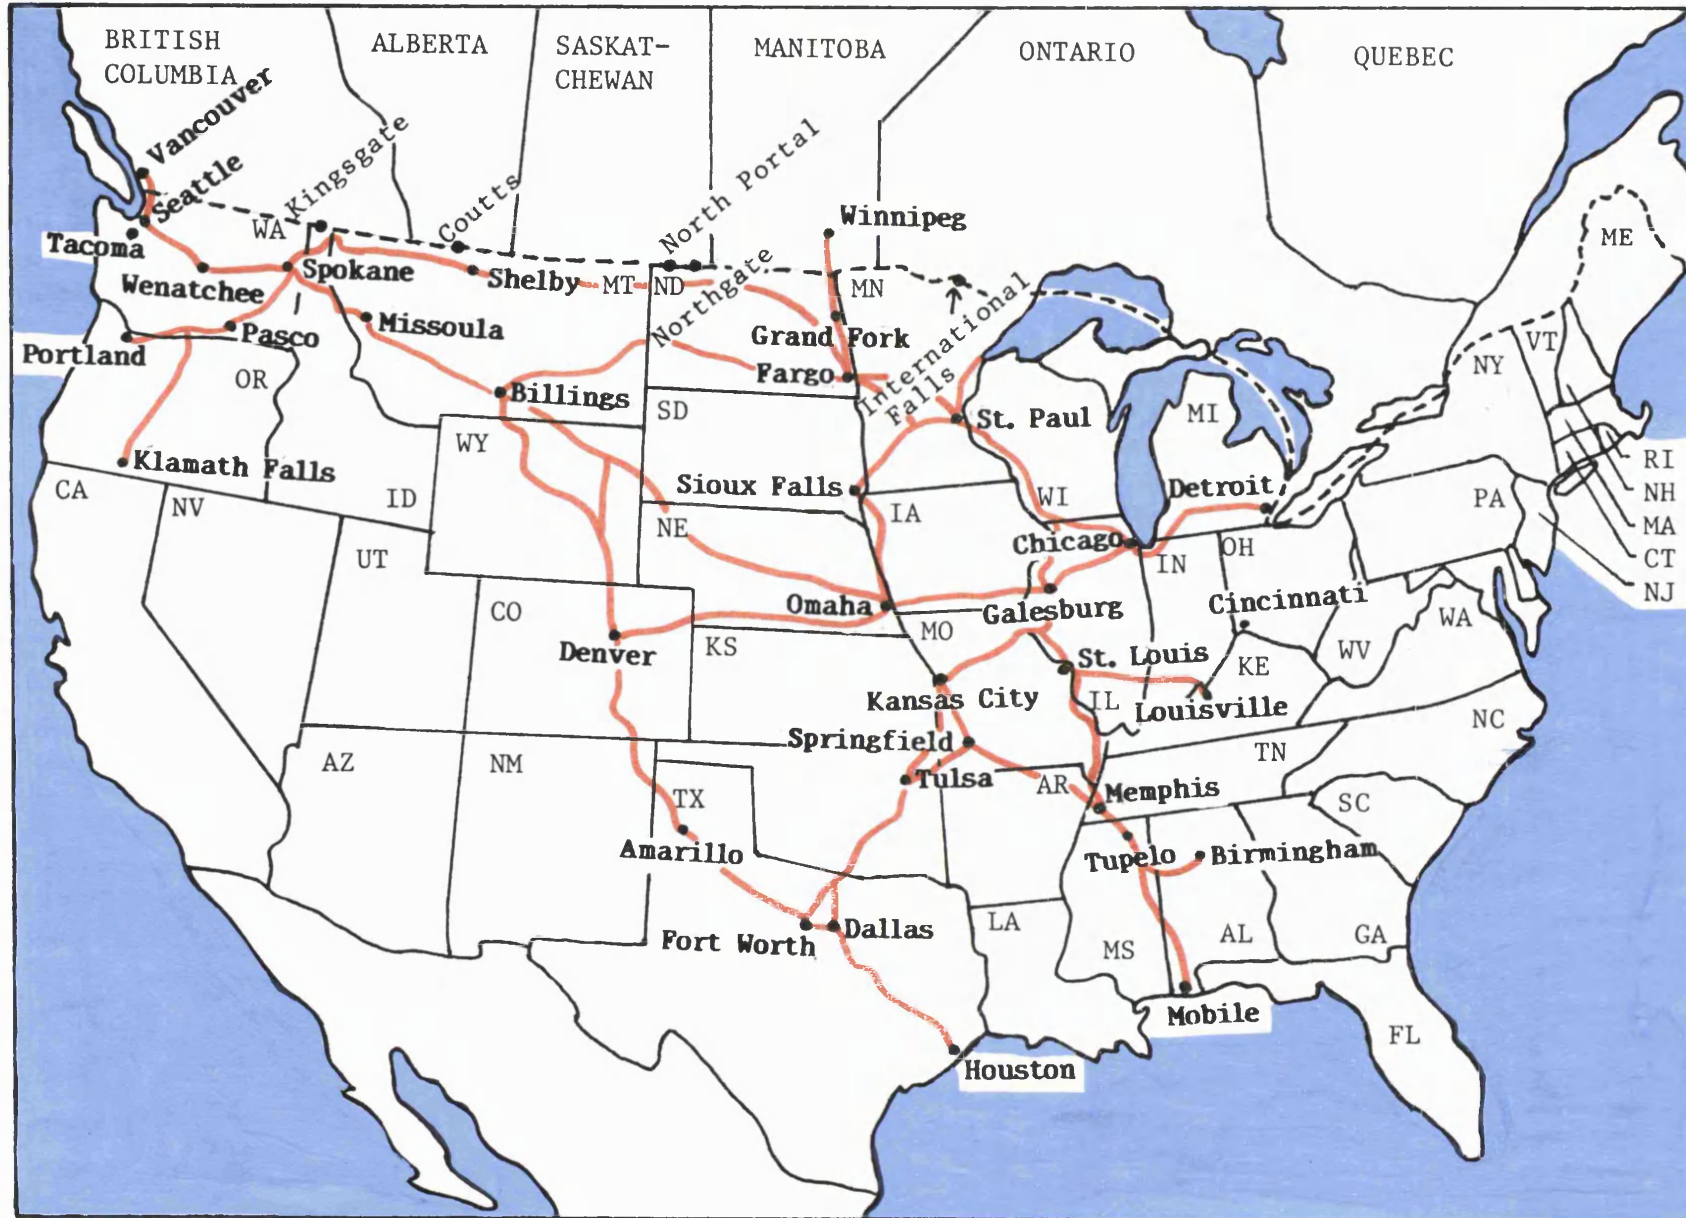 BRITISH
COLUMBIA
ALBERTA
SASKAT-
CHEWAN
MANITOBA
ONTARIO
QUEBEC
Vancouver
Kingsgate
Seattle
Coutts
North Portal
Winnipeg
WA
Tacoma
ME
Spokane
Shelby
MT
ND
Northgate
MN
International
Falls
Wenatchee
Missoula
Grand Fork
Pasco
Portland
VT
NY
OR
Fargo
Billings
SD
St. Paul
MI
WY
Klamath Falls
RI
CA
NV
ID
Sioux Falls
WI
Detroit
PA
NH
IA
NE
MA
Chicago
OH
IN
CT
UT
NJ
CO
Omaha
Galesburg
Cincinnati
WA
MO
KS
Denver
St. Louis
KE
WV
Kansas City
IL
Louisville
NC
Springfield
TN
AZ
NM
Tulsa
AR
Memphis
TX
SC
Amarillo
Tupelo
Birmingham
LA
Dallas
Fort Worth
MS
AL
GA
Mobile
FL
Houston